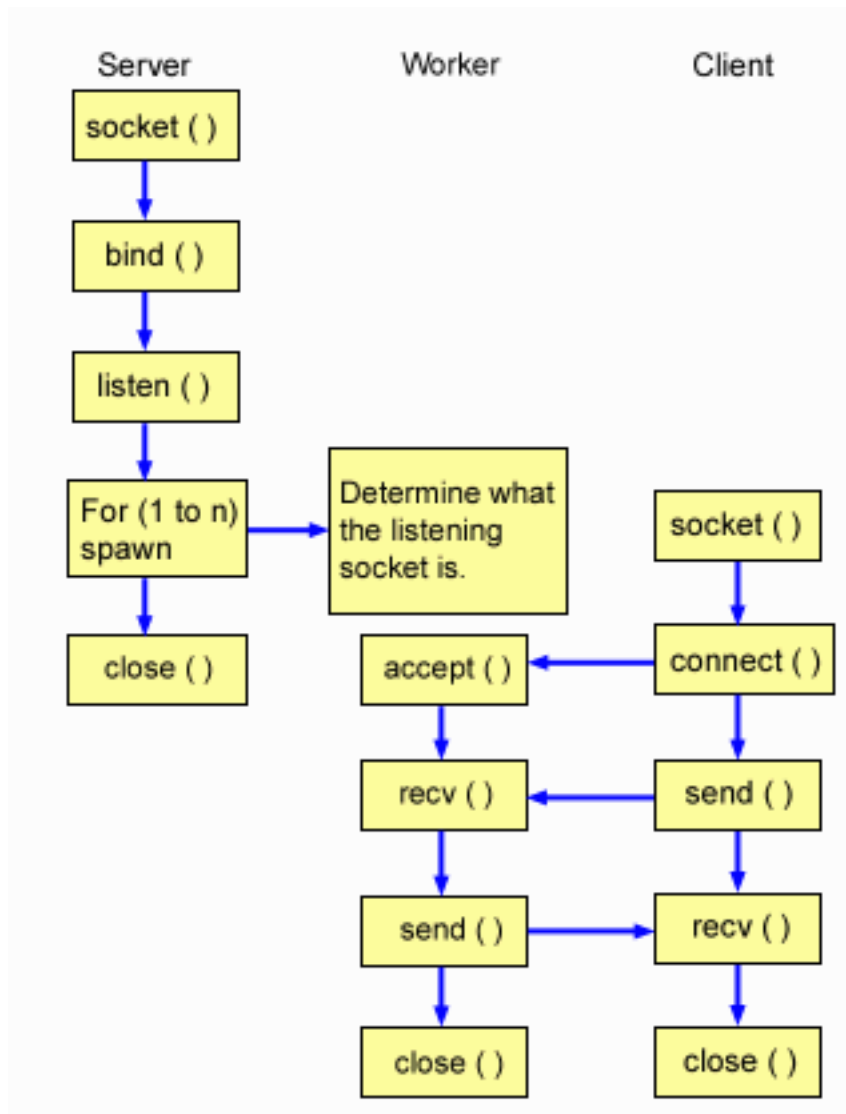 Server
Worker
Client
socket ( )
bind ( )
listen ( )
For (1 to n)
spawn
close ( )
Determine what
the listening
socket is.
accept ( )
recv ( )
send ( )
close ( )
socket ( )
connect ( )
send ( )
recv ( )
close ( )